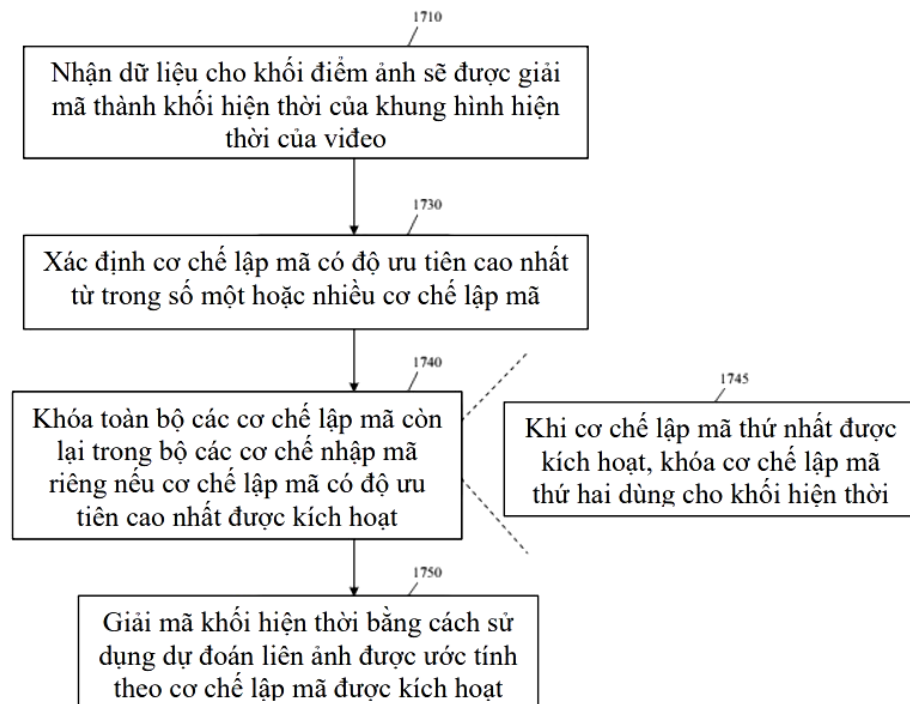 1710
Nhận dữ liệu cho khối điểm ảnh sẽ được giải
mã thành khối hiện thời của khung hình hiện
thời của viđeo
1730
Xác định cơ chế lập mã có độ ưu tiên cao nhất
từ trong số một hoặc nhiều cơ chế lập mã
1740
Khóa toàn bộ các cơ chế lập mã còn
lại trong bộ các cơ chế nhập mã
riêng nếu cơ chế lập mã có độ ưu
tiên cao nhất được kích hoạt
1745
Khi cơ chế lập mã thứ nhất được
kích hoạt, khóa cơ chế lập mã
thứ hai dùng cho khối hiện thời
1750
Giải mã khối hiện thời bằng cách sử
dụng dự đoán liên ảnh được ước tính
theo cơ chế lập mã được kích hoạt